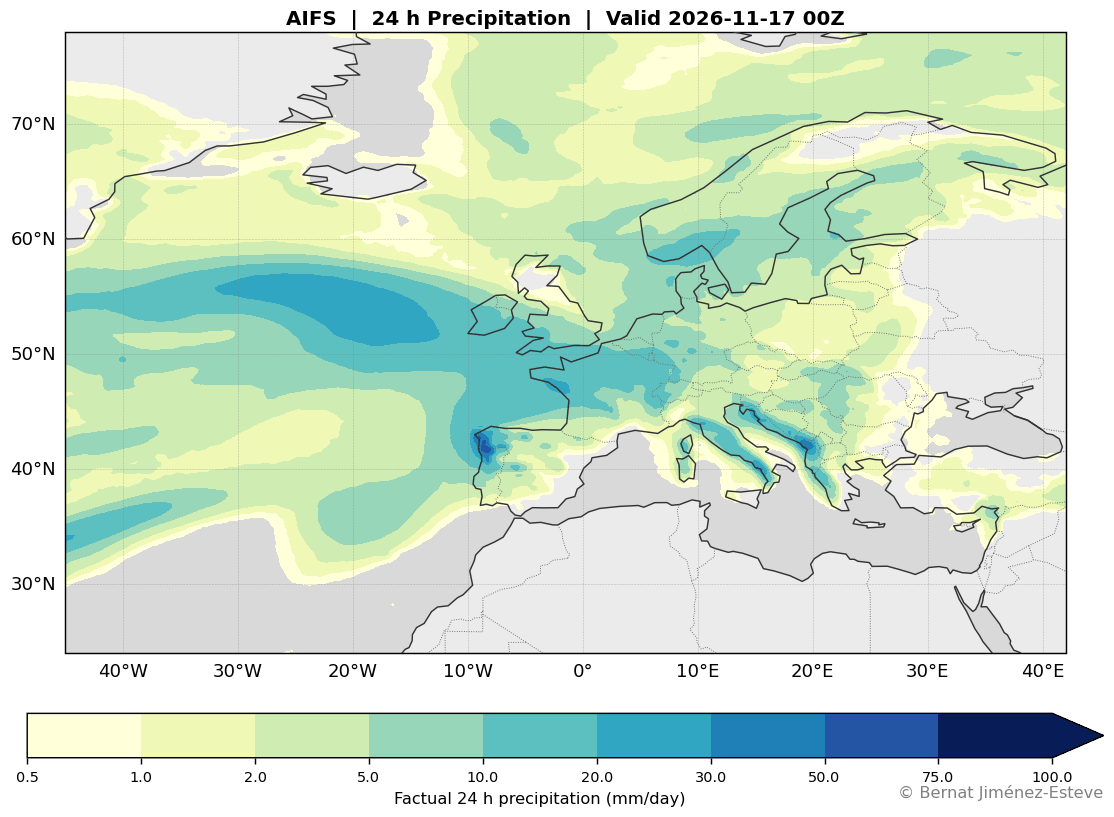 AIFS | 24 h Precipitation | Valid 2026-11-17 00Z
70°N
60°N
50°N
40°N
30°N
40°W 30°W 20°W 10°W 0° 10°E 20°E 30°E 40°E
0.5 1.0 2.0 5.0 10.0 20.0 30.0 50.0 75.0 100.0
Factual 24 h precipitation (mm/day)
© Bernat Jiménez-Esteve